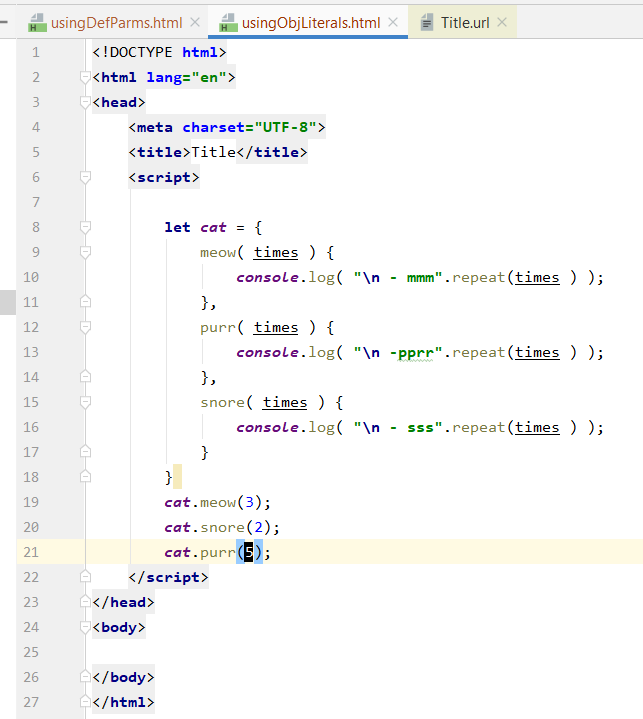 usingDefParms.html usingObjLiterals.html Title.url
1 <!DOCTYPE html>
2 <html lang="en">
3 <head>
4 <meta charset="UTF-8">
5 <title>Title</title>
6 <script>
7
8 let cat = {
9 meow( times ) {
10 console.log( "\n - mmm".repeat(times ) );
11 },
12 purr( times ) {
13 console.log( "\n -pprr".repeat(times ) );
14 },
15 snore( times ) {
16 console.log( "\n - sss".repeat(times ) );
17 }
18 }
19 cat.meow(3);
20 cat.snore(2);
21 cat.purr(5);
22 </script>
23 </head>
24 <body>
25
26 </body>
27 </html>